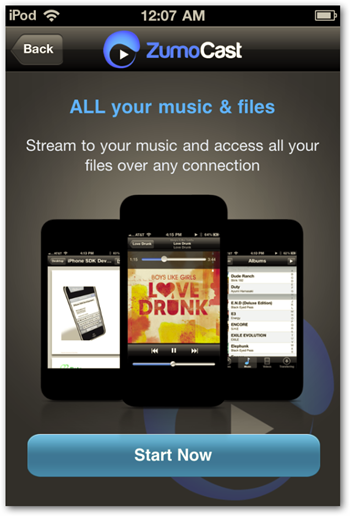 iPod 12:07 AM
Back ZumoCast
ALL your music & files
Stream to your music and access all your
files over any connection
iPhone SDK Dev...
Love Drunk
Love Drunk
BOYS LIKE GIRLS
LOVE
DRUNK
Albums
Dude Ranch
Duty
E.N.D (Deluxe Edition)
E3
ENCORE
EXILE EVOLUTION
Elephunk
Start Now